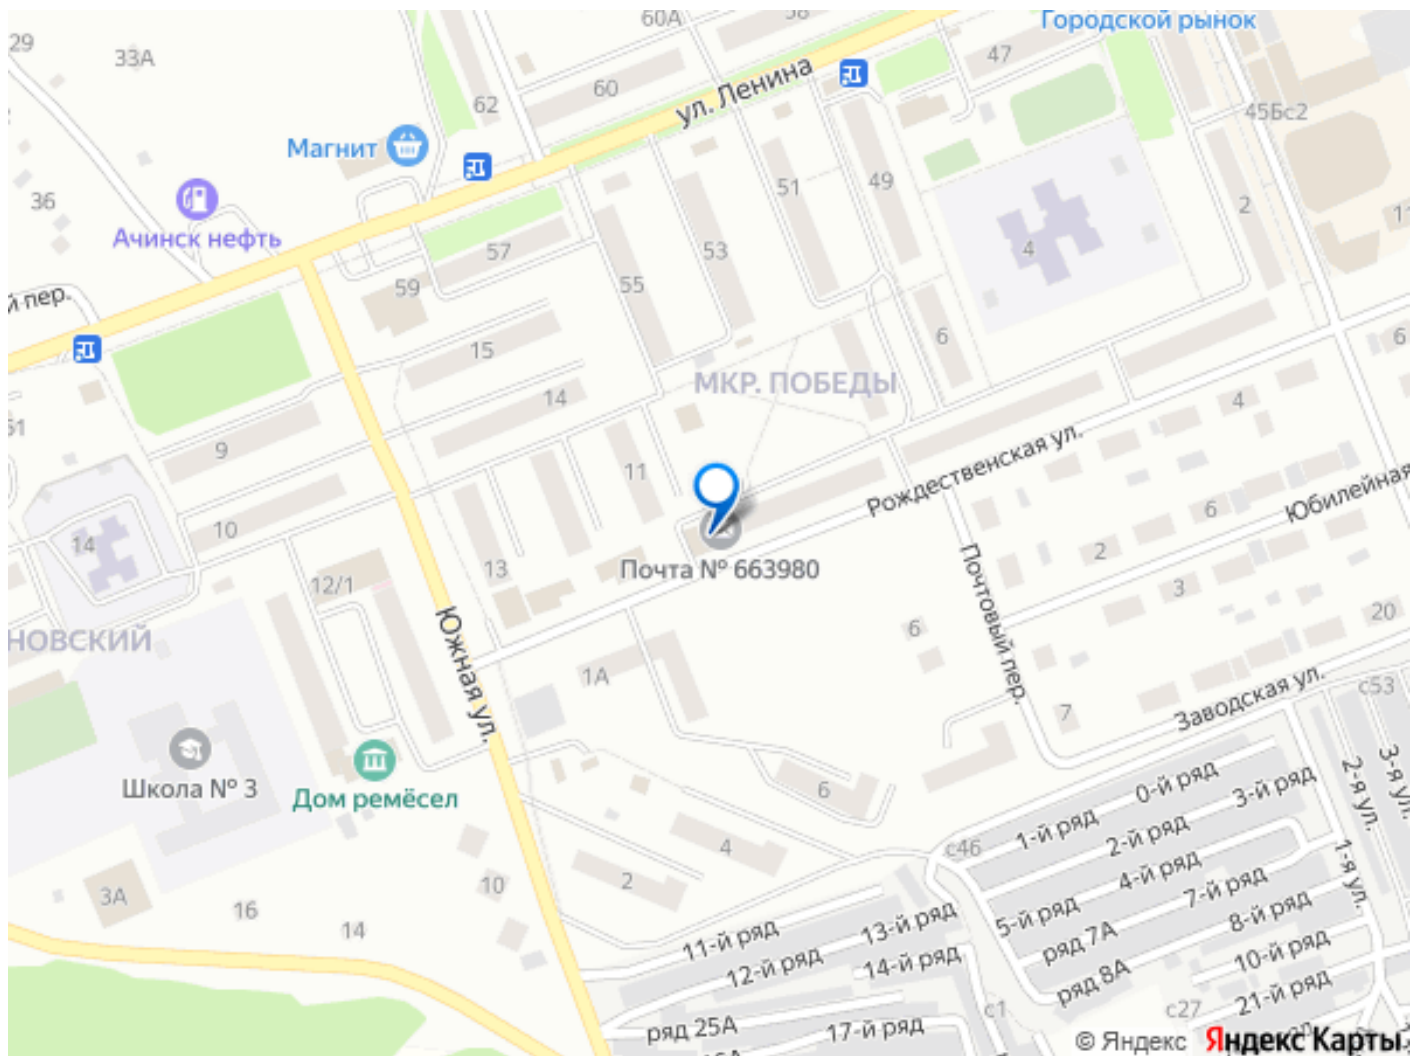 60А
58
Городской рынок
29
33А
47
60
ул. Ленина
62
45Бс2
Магнит
36
51
49
2
11
Ачинск нефть
57
53
4
й пер.
59
55
6
15
6
МКР. ПОБЕДЫ
14
4
51
9
11
Рождественская ул.
Юбилейная
10
6
14
13
2
Почта № 663980
12/1
3
Почтовый пер.
20
НОВСКИЙ
Южная ул.
6
1А
с53
7
Заводская ул.
3-я ул.
2-я ул.
Школа № 3
Дом ремёсел
6
0-й ряд
3-й ряд
1-й ряд
2-й ряд
4
с46
4-й ряд
1-я ул.
3А
10
2
7-й ряд
16
5-й ряд
8-й ряд
14
13-й ряд
11-й ряд
ряд 7А
10-й ряд
12-й ряд
14-й ряд
ряд 8А
21-й ряд
с1
с27
ряд 25А
17-й ряд
© Яндекс Яндекс Карты